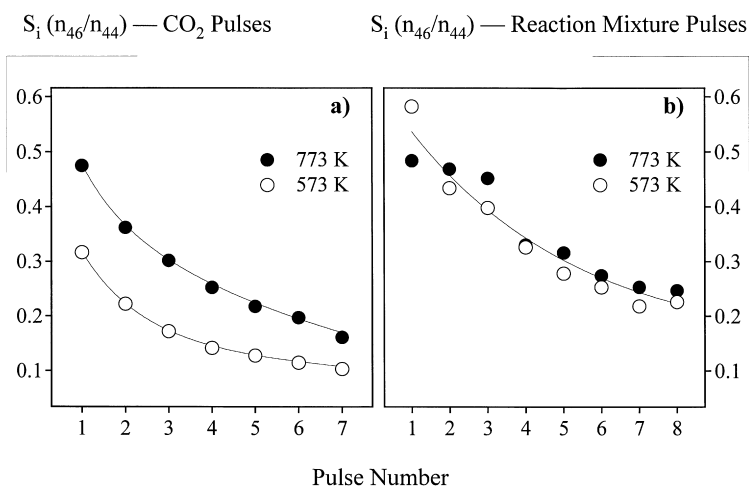 Si (n46/n44) — CO2 Pulses
Si (n46/n44) — Reaction Mixture Pulses
a)
773 K
573 K
0.6
0.5
0.4
0.3
0.2
0.1
1 2 3 4 5 6 7
b)
773 K
573 K
0.6
0.5
0.4
0.3
0.2
0.1
1 2 3 4 5 6 7 8
Pulse Number